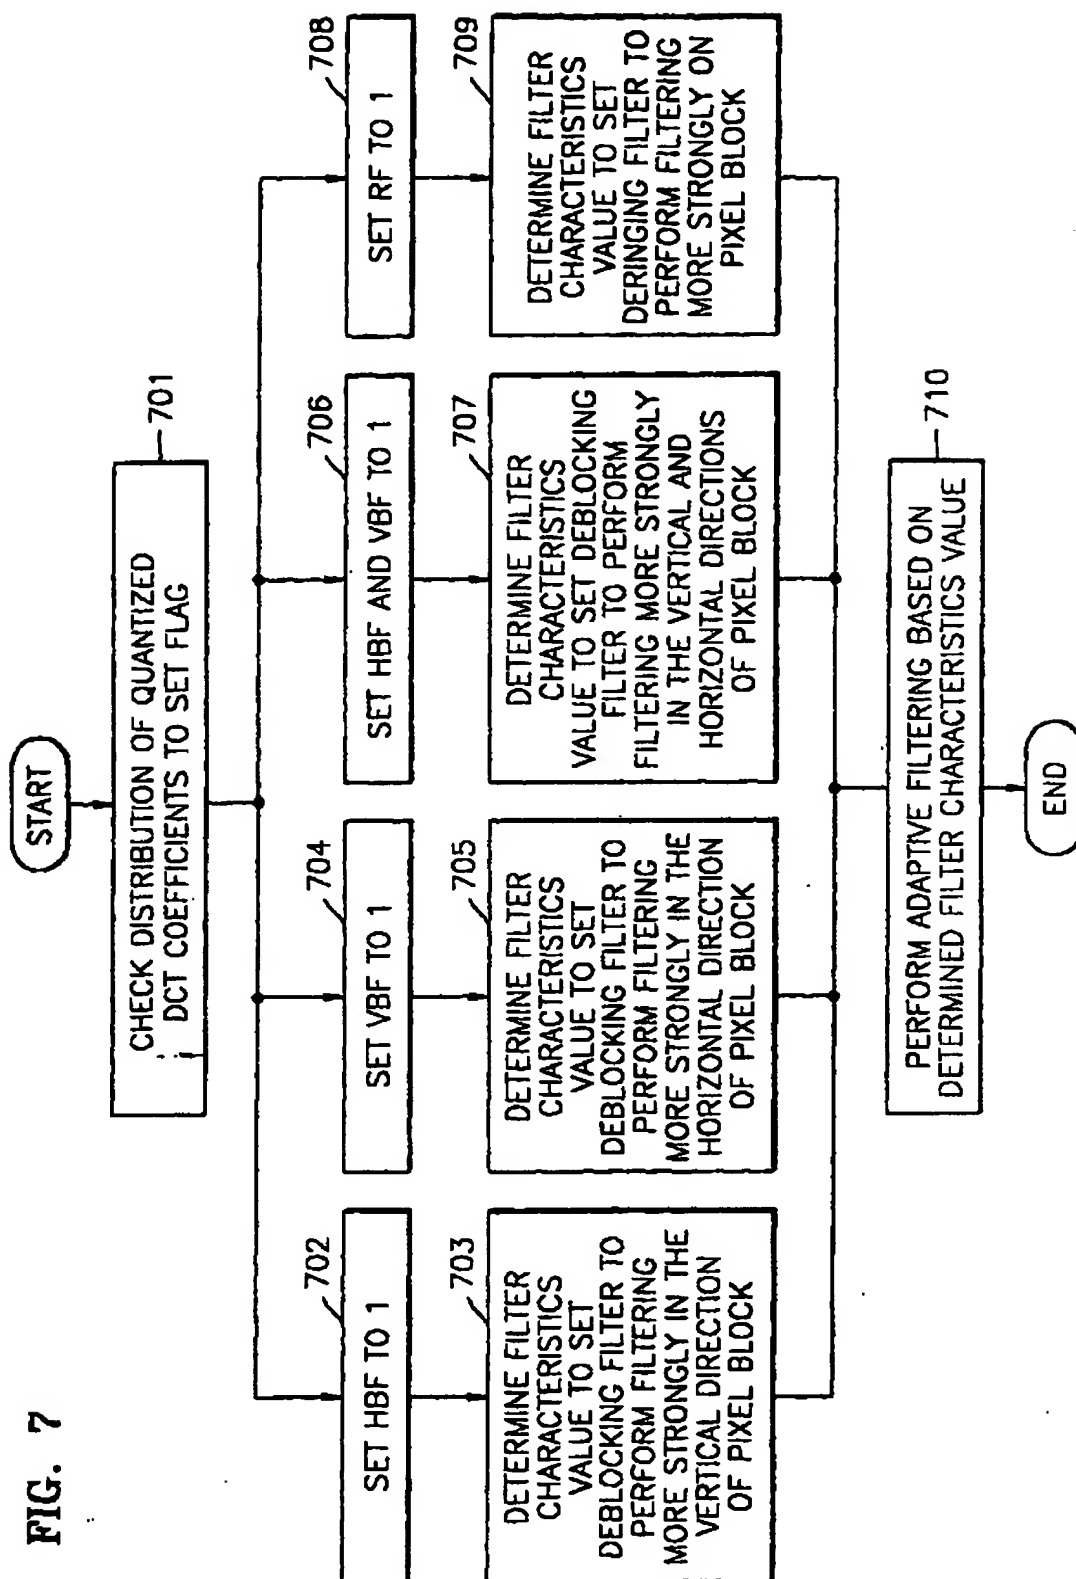 FIG. 7
START
CHECK DISTRIBUTION OF QUANTIZED
DCT COEFFICIENTS TO SET FLAG
701
702
SET HBF TO 1
703
DETERMINE FILTER
CHARACTERISTICS
VALUE TO SET
DEBLOCKING FILTER TO
PERFORM FILTERING
MORE STRONGLY IN THE
VERTICAL DIRECTION
OF PIXEL BLOCK
704
SET VBF TO 1
705
DETERMINE FILTER
CHARACTERISTICS
VALUE TO SET
DEBLOCKING FILTER TO
PERFORM FILTERING
MORE STRONGLY IN THE
HORIZONTAL DIRECTION
OF PIXEL BLOCK
706
SET HBF AND VBF TO 1
707
DETERMINE FILTER
CHARACTERISTICS
VALUE TO SET DEBLOCKING
FILTER TO PERFORM
FILTERING MORE STRONGLY
IN THE VERTICAL AND
HORIZONTAL DIRECTIONS
OF PIXEL BLOCK
708
SET RF TO 1
709
DETERMINE FILTER
CHARACTERISTICS
VALUE TO SET
DERINGING FILTER TO
PERFORM FILTERING
MORE STRONGLY ON
PIXEL BLOCK
710
PERFORM ADAPTIVE FILTERING BASED ON
DETERMINED FILTER CHARACTERISTICS VALUE
END